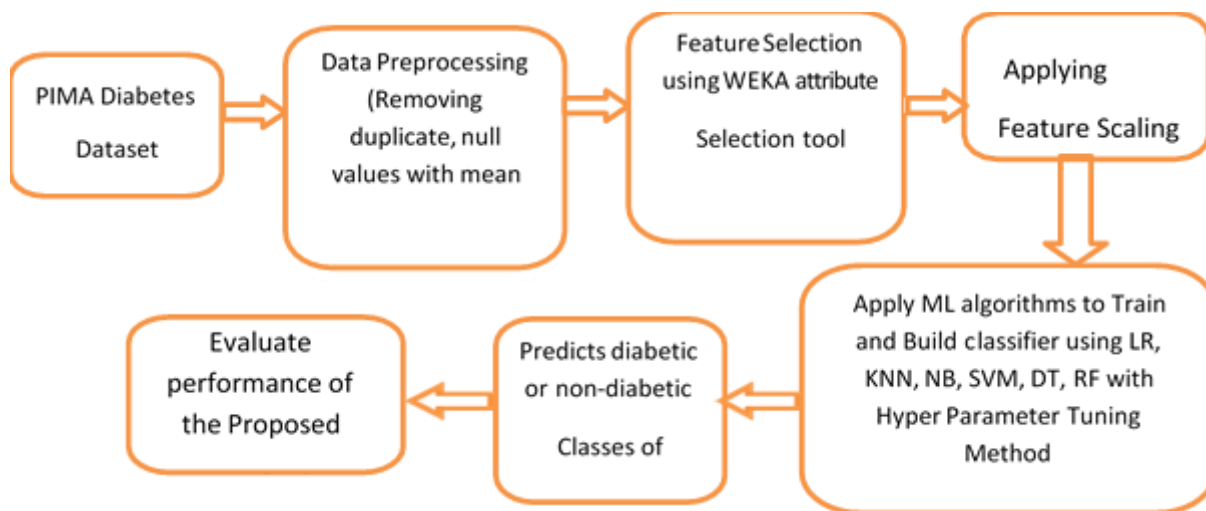 PIMA Diabetes
Dataset
Data Preprocessing
(Removing
duplicate, null
values with mean
Feature Selection
using WEKA attribute
Selection tool
Applying
Feature Scaling
Apply ML algorithms to Train
and Build classifier using LR,
KNN, NB, SVM, DT, RF with
Hyper Parameter Tuning
Method
Predicts diabetic
or non-diabetic
Classes of
Evaluate
performance of
the Proposed